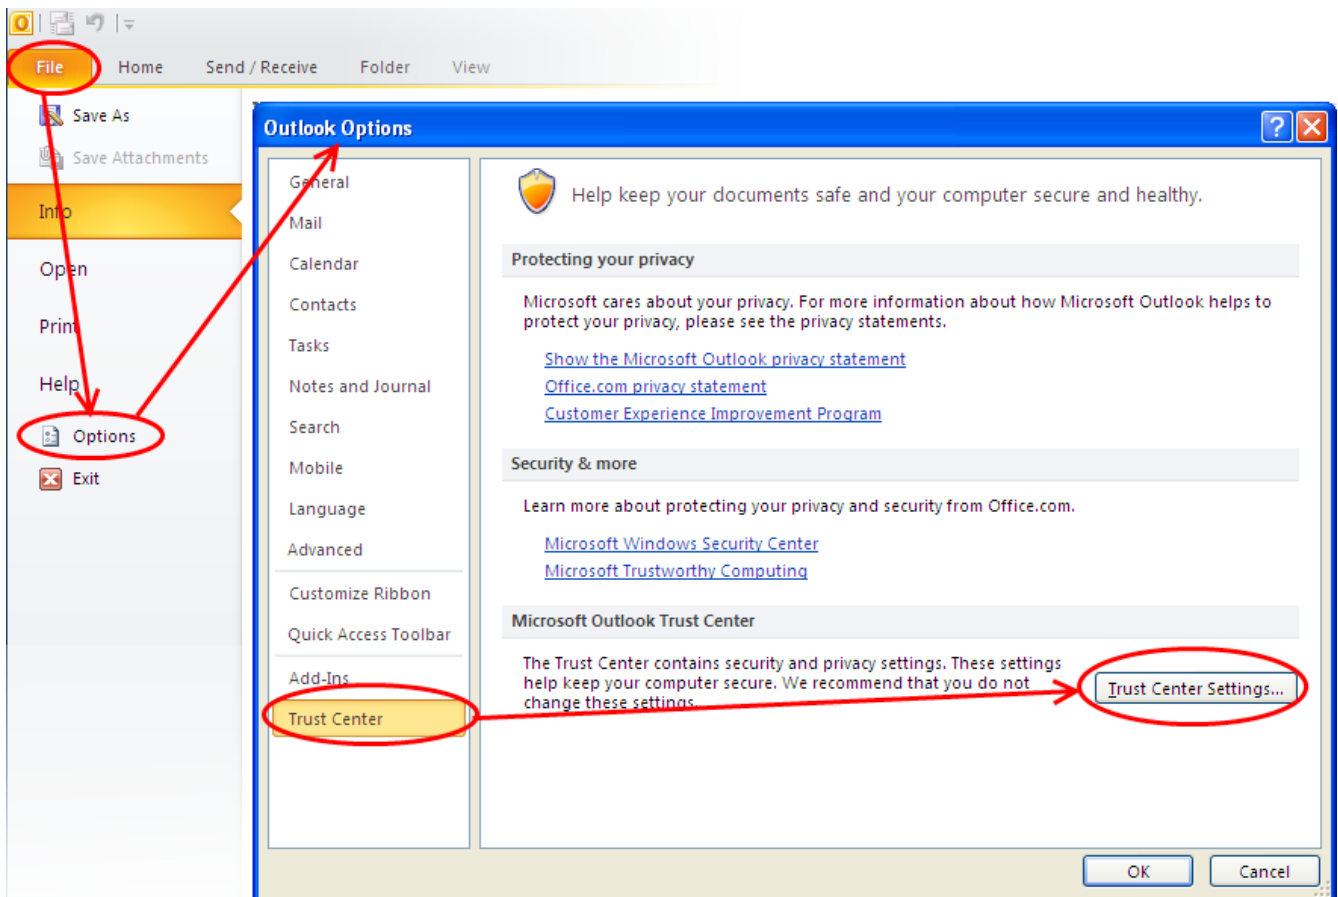 File Home Send / Receive Folder View
Save As
Save Attachments
Info
Open
Print
Help
Options
Exit
Outlook Options
General
Mail
Calendar
Contacts
Tasks
Notes and Journal
Search
Mobile
Language
Advanced
Customize Ribbon
Quick Access Toolbar
Add-Ins
Trust Center
Help keep your documents safe and your computer secure and healthy.
Protecting your privacy
Microsoft cares about your privacy. For more information about how Microsoft Outlook helps to
protect your privacy, please see the privacy statements.
Show the Microsoft Outlook privacy statement
Office.com privacy statement
Customer Experience Improvement Program
Security & more
Learn more about protecting your privacy and security from Office.com.
Microsoft Windows Security Center
Microsoft Trustworthy Computing
Microsoft Outlook Trust Center
The Trust Center contains security and privacy settings. These settings
help keep your computer secure. We recommend that you do not
change these settings.
Trust Center Settings...
OK Cancel